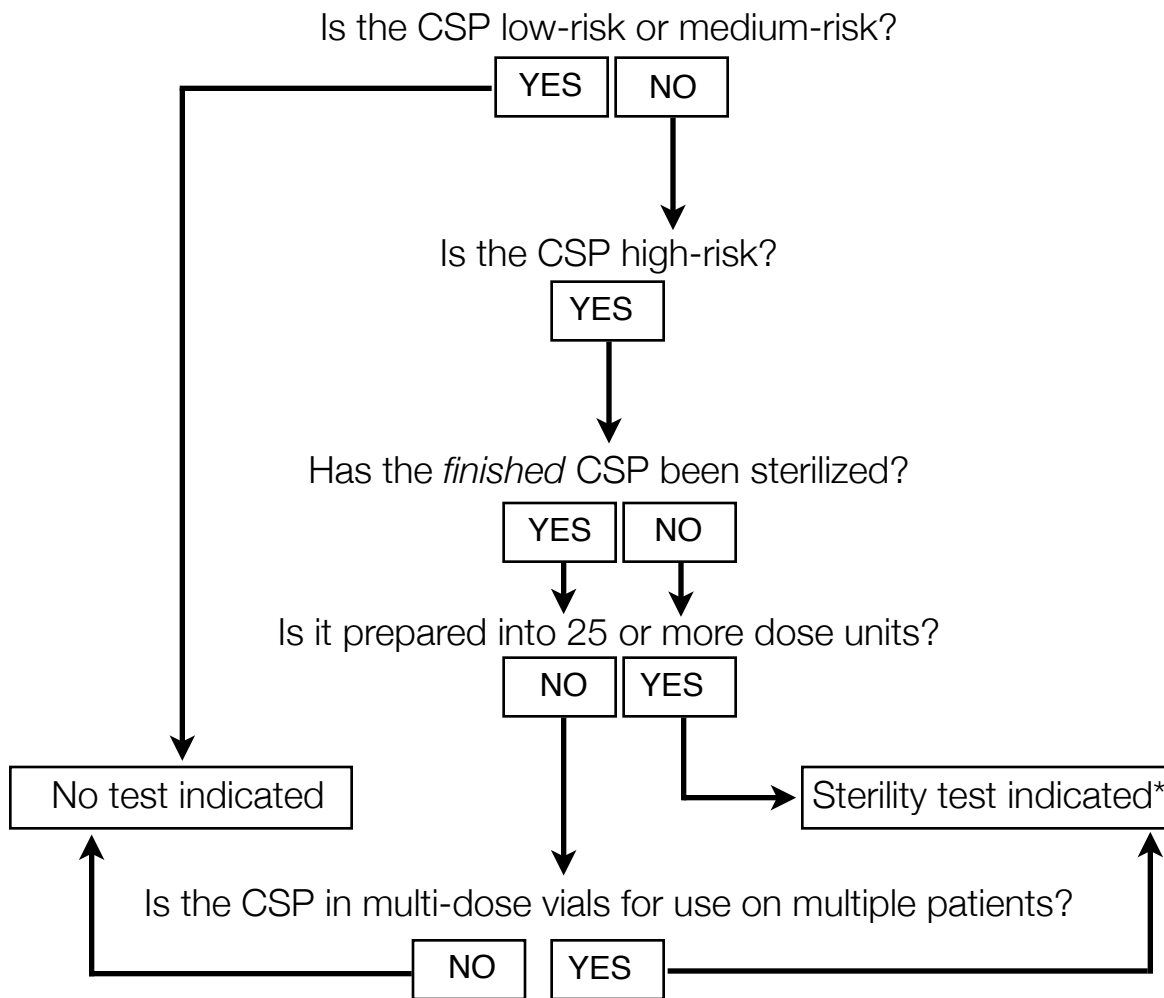 Is the CSP low-risk or medium-risk?
YES NO
Is the CSP high-risk?
YES
Has the finished CSP been sterilized?
YES NO
Is it prepared into 25 or more dose units?
NO YES
No test indicated
Sterility test indicated*
Is the CSP in multi-dose vials for use on multiple patients?
NO YES